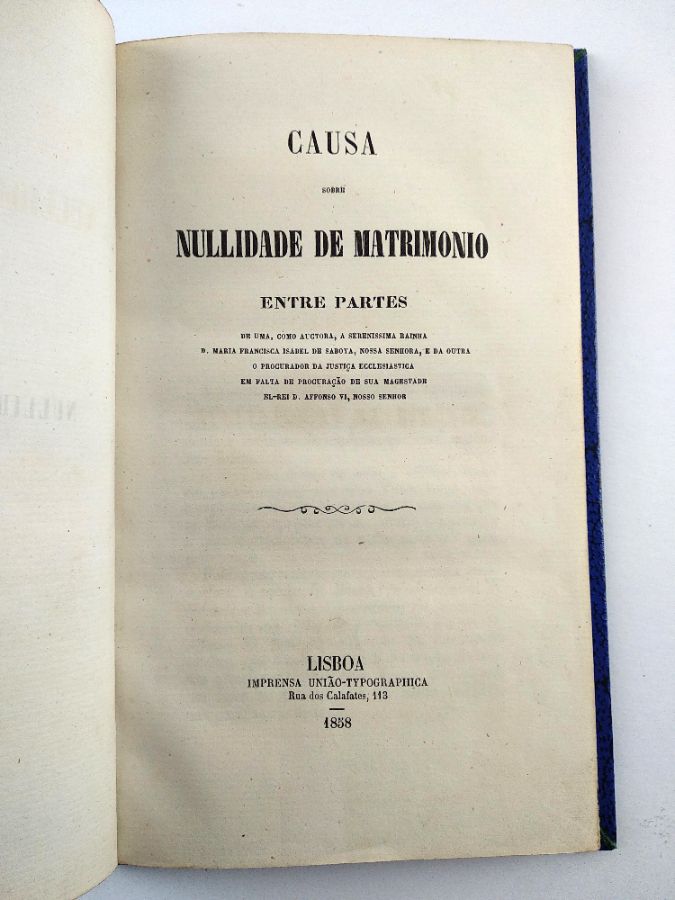 CAUSA
SOBRE
NULLIDADE DE MATRIMONIO
ENTRE PARTES
DE UMA, COMO AUCTORA, A SERENISSIMA RAINHA
D. MARIA FRANCISCA ISABEL DE SABOYA, NOSSA SENHORA, E DA OUTRA
O PROCURADOR DA JUSTIÇA ECCLESIASTICA
EM FALTA DE PROCURAÇÃO DE SUA MAGESTADE
EL-REI D. AFFONSO VI, NOSSO SENHOR
LISBOA
IMPRENSA UNIÃO-TYPOGRAPHICA
Rua dos Calafates, 113
1858